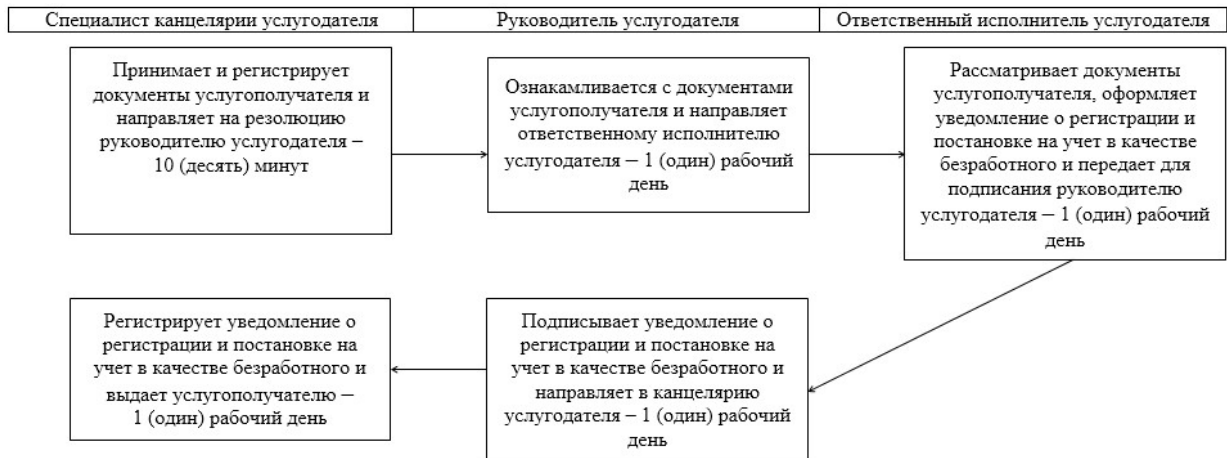 Специалист канцелярии услугодателя
Руководитель услугодателя
Ответственный исполнитель услугодателя
Принимает и регистрирует
документы услугополучателя и
направляет на резолюцию
руководителю услугодателя –
10 (десять) минут
Ознакамливается с документами
услугополучателя и направляет
ответственному исполнителю
услугодателя – 1 (один) рабочий
день
Рассматривает документы
услугополучателя, оформляет
уведомление о регистрации и
постановке на учет в качестве
безработного и передает для
подписания руководителю
услугодателя – 1 (один) рабочий
день
Регистрирует уведомление о
регистрации и постановке на
учет в качестве безработного и
выдает услугополучателю –
1 (один) рабочий день
Подписывает уведомление о
регистрации и постановке на
учет в качестве безработного и
направляет в канцелярию
услугодателя – 1 (один) рабочий
день